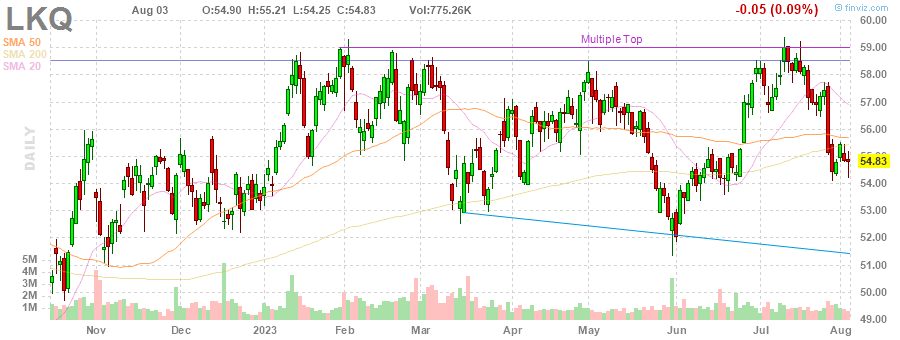 LKQ Aug 03 O:54.90 H:55.21 L:54.25 C:54.83 Vol:775.26K -0.05 (0.09%) © finviz.com
SMA 50
SMA 200
SMA 20
DAILY
Multiple Top
60.00
59.00
58.00
57.00
56.00
55.00
54.83
54.00
53.00
52.00
51.00
50.00
49.00
5M
4M
3M
2M
1M
Nov Dec 2023 Feb Mar Apr May Jun Jul Aug